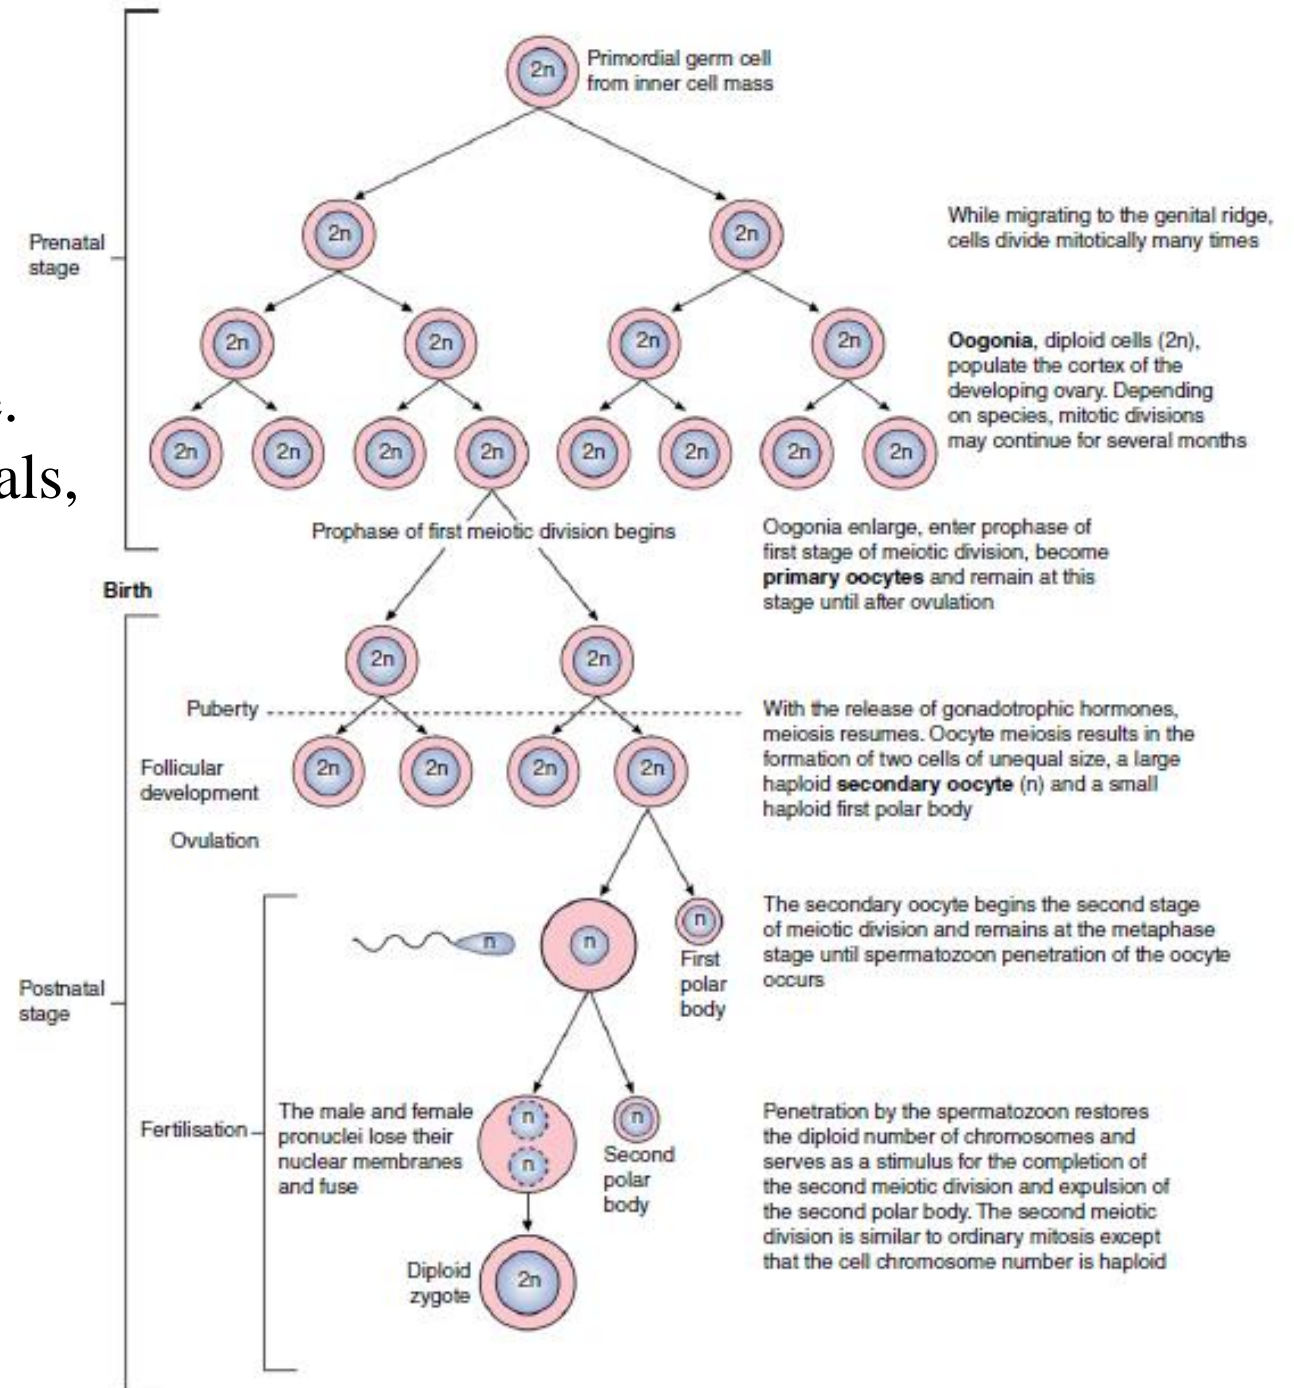 2n
Primordial germ cell
from inner cell mass
2n
2n
While migrating to the genital ridge,
cells divide mitotically many times
Prenatal
stage
2n
2n
2n
2n
Oogonia, diploid cells (2n),
populate the cortex of the
developing ovary. Depending
on species, mitotic divisions
may continue for several months
als,
2n
2n
2n
2n
2n
2n
2n
2n
Prophase of first meiotic division begins
Oogonia enlarge, enter prophase of
first stage of meiotic division, become
primary oocytes and remain at this
stage until after ovulation
Birth
2n
2n
Puberty
With the release of gonadotrophic hormones,
meiosis resumes. Oocyte meiosis results in the
formation of two cells of unequal size, a large
haploid secondary oocyte (n) and a small
haploid first polar body
Follicular
development
2n
2n
2n
2n
Ovulation
n
n
n
First
polar
body
The secondary oocyte begins the second stage
of meiotic division and remains at the metaphase
stage until spermatozoon penetration of the oocyte
occurs
Postnatal
stage
Fertilisation
The male and female
pronuclei lose their
nuclear membranes
and fuse
n
n
n
Second
polar
body
Penetration by the spermatozoon restores
the diploid number of chromosomes and
serves as a stimulus for the completion of
the second meiotic division and expulsion of
the second polar body. The second meiotic
division is similar to ordinary mitosis except
that the cell chromosome number is haploid
Diploid
zygote
2n